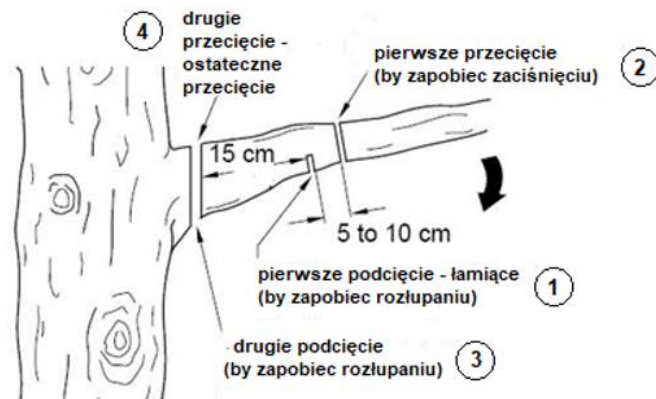 4
drugie
przecięcie -
ostateczne
przecięcie
pierwsze przecięcie
(by zapobiec zaciśnięciu)
2
15 cm
5 to 10 cm
pierwsze podcięcie - łamiące
(by zapobiec rozłupaniu)
1
drugie podcięcie
(by zapobiec rozłupaniu)
3